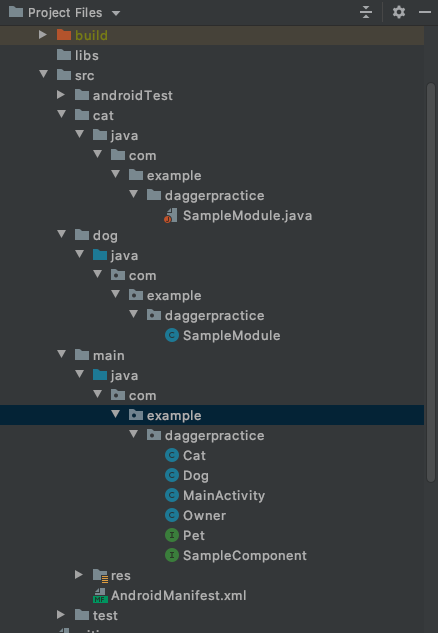 Project Files
build
libs
src
androidTest
cat
java
com
example
daggerpractice
SampleModule.java
dog
java
com
example
daggerpractice
SampleModule
main
java
com
example
daggerpractice
Cat
Dog
MainActivity
Owner
Pet
SampleComponent
res
AndroidManifest.xml
test